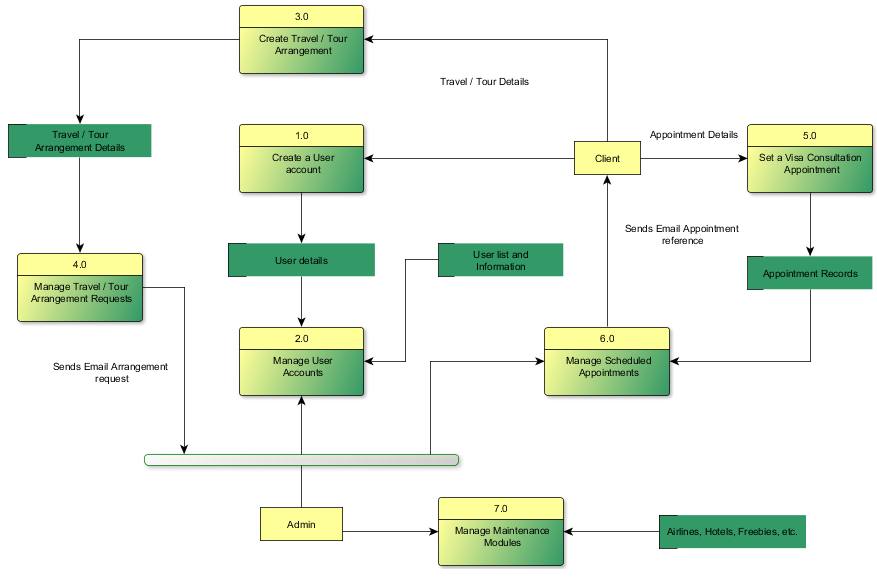 3.0
Create Travel / Tour
Arrangement
Travel / Tour Details
Travel / Tour
Arrangement Details
1.0
Create a User
account
Client
Appointment Details
5.0
Set a Visa Consultation
Appointment
Sends Email Appointment
reference
User details
User list and
Information
Appointment Records
4.0
Manage Travel / Tour
Arrangement Requests
2.0
Manage User
Accounts
6.0
Manage Scheduled
Appointments
Sends Email Arrangement
request
Admin
7.0
Manage Maintenance
Modules
Airlines, Hotels, Freebies, etc.